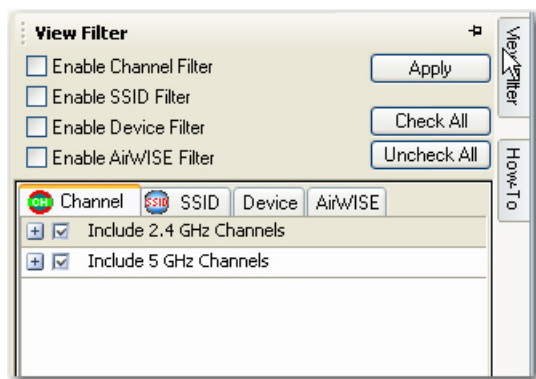 View Filter
Enable Channel Filter
Apply
Enable SSID Filter
Enable Device Filter
Check All
Enable AirWISE Filter
Uncheck All
CH Channel
SSID SSID
Device
AirWISE
Include 2.4 GHz Channels
Include 5 GHz Channels
View Filter
How-To